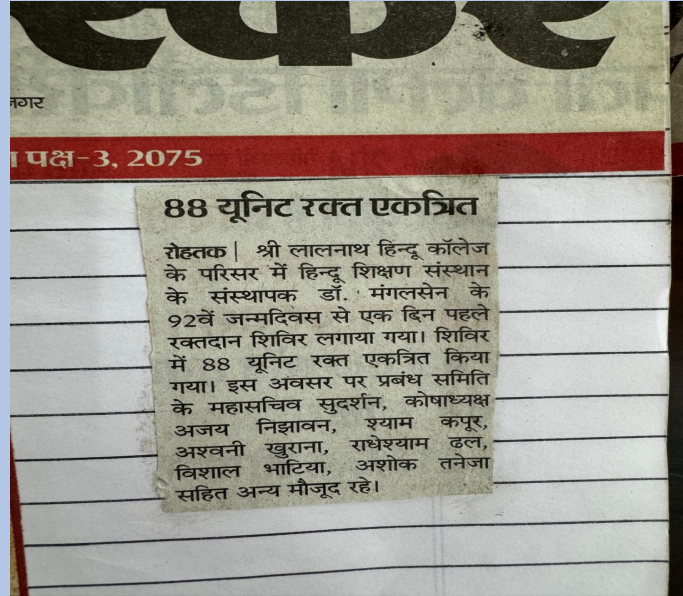 नगर
पक्ष-3, 2075
88 यूनिट रक्त एकत्रित
रोहतक | श्री लालनाथ हिन्दू कॉलेज
के परिसर में हिन्दू शिक्षण संस्थान
के संस्थापक डॉ. मंगलसेन के
92वें जन्मदिवस से एक दिन पहले
रक्तदान शिविर लगाया गया। शिविर
में 88 यूनिट रक्त एकत्रित किया
गया। इस अवसर पर प्रबंध समिति
के महासचिव सुदर्शन, कोषाध्यक्ष
अजय निझावन, श्याम कपूर,
अश्वनी खुराना, राधेश्याम ढल,
विशाल भाटिया, अशोक तनेजा
सहित अन्य मौजूद रहे।